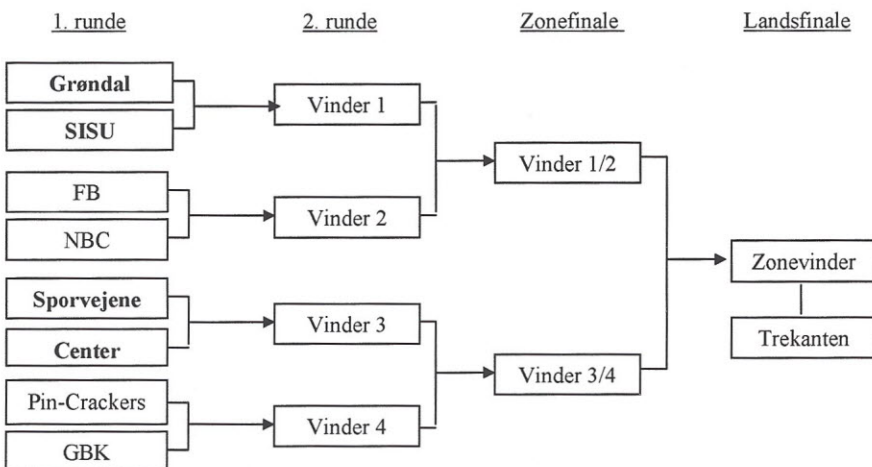 1. runde
2. runde
Zonefinale
Landsfinale
Grøndal
SISU
FB
NBC
Sporvejene
Center
Pin-Crackers
GBK
Vinder 1
Vinder 2
Vinder 3
Vinder 4
Vinder 1/2
Vinder 3/4
Zonevinder
Trekanten